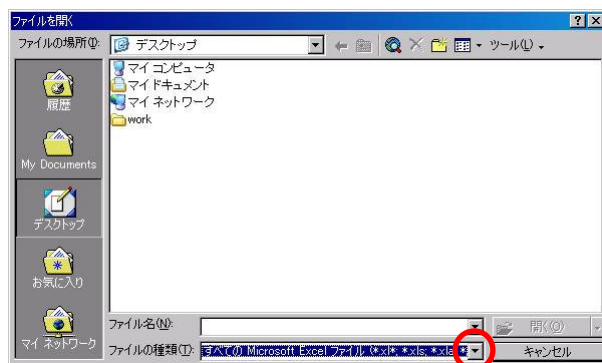 ファイルを開く
ファイルの場所(I): デスクトップ ツール(L)
マイ コンピュータ
マイ ドキュメント
マイ ネットワーク
work
履歴
My Documents
デスクトップ
お気に入り
マイ ネットワーク
ファイル名(N): 開く(O)
ファイルの種類(T): すべての Microsoft Excel ファイル (*.xl*; *.xls; *.xla; キャンセル